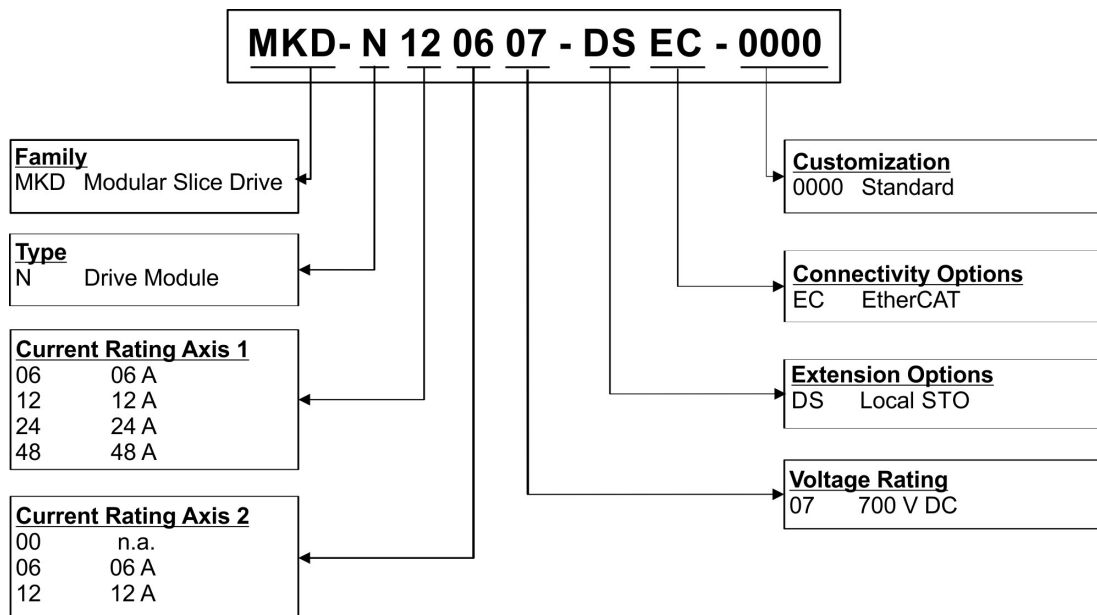 MKD- N 12 06 07 - DS EC - 0000
Family
MKD Modular Slice Drive
Type
N Drive Module
Current Rating Axis 1
06 06 A
12 12 A
24 24 A
48 48 A
Current Rating Axis 2
00 n.a.
06 06 A
12 12 A
Customization
0000 Standard
Connectivity Options
EC EtherCAT
Extension Options
DS Local STO
Voltage Rating
07 700 V DC